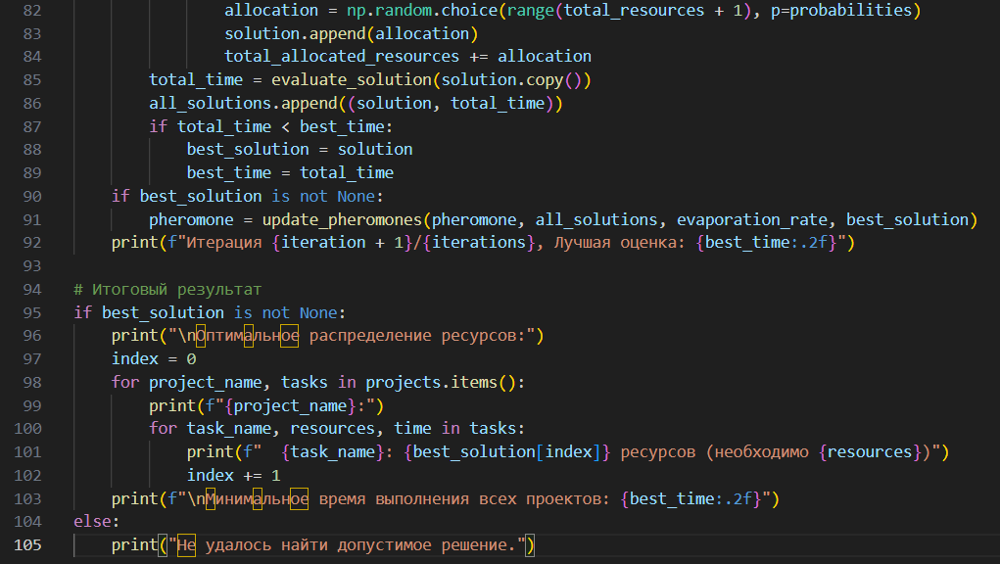 82 allocation = np.random.choice(range(total_resources + 1), p=probabilities)
83 solution.append(allocation)
84 total_allocated_resources += allocation
85 total_time = evaluate_solution(solution.copy())
86 all_solutions.append((solution, total_time))
87 if total_time < best_time:
88 best_solution = solution
89 best_time = total_time
90 if best_solution is not None:
91 pheromone = update_pheromones(pheromone, all_solutions, evaporation_rate, best_solution)
92 print(f"Итерация {iteration + 1}/{iterations}, Лучшая оценка: {best_time:.2f}")
93
94 # Итоговый результат
95 if best_solution is not None:
96 print("\nОптимальное распределение ресурсов:")
97 index = 0
98 for project_name, tasks in projects.items():
99 print(f"{project_name}:")
100 for task_name, resources, time in tasks:
101 print(f"  {task_name}: {best_solution[index]} ресурсов (необходимо {resources})")
102 index += 1
103 print(f"\nМинимальное время выполнения всех проектов: {best_time:.2f}")
104 else:
105 print("Не удалось найти допустимое решение.")